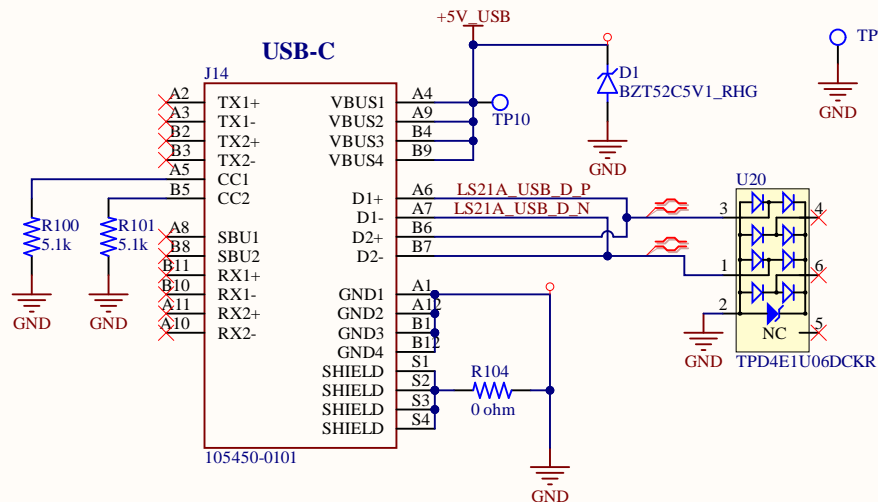 +5V_USB
USB-C
TP
J14
D1
BZT52C5V1_RHG
GND
A2 TX1+ VBUS1 A4
A3 TX1- VBUS2 A9
TP10
B2 TX2+ VBUS3 B4
B3 TX2- VBUS4 B9
GND
A5 CC1
B5 CC2
U20
D1+ A6 LS21A_USB_D_P
D1- A7 LS21A_USB_D_N
3 4
R100
5.1k
R101
5.1k
A8 SBU1 D2+ B6
B8 SBU2 D2- B7
B11 RX1+
1 6
B10 RX1- GND1 A1
A11 RX2+ GND2 A12
2
A10 RX2- GND3 B1
NC 5
GND
GND
GND4 B12
GND
TPD4E1U06DCKR
SHIELD S1
SHIELD S2
R104
0 ohm
SHIELD S3
SHIELD S4
105450-0101
GND